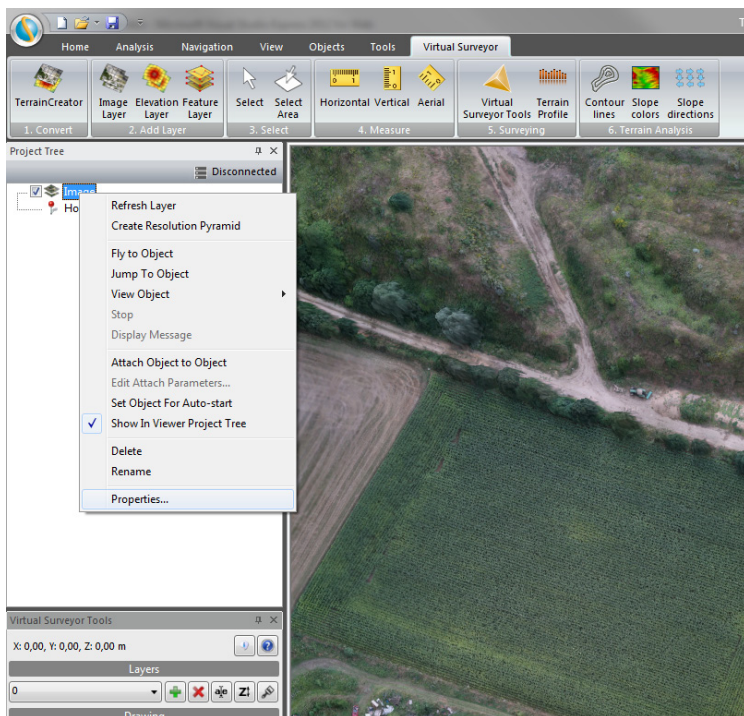 T
Home Analysis Navigation View Objects Tools Virtual Surveyor
TerrainCreator Image Layer Elevation Layer Feature Layer Select Select Area Horizontal Vertical Aerial Virtual Surveyor Tools Terrain Profile Contour lines Slope colors Slope directions
1. Convert 2. Add Layer 3. Select 4. Measure 5. Surveying 6. Terrain Analysis
Project Tree
Disconnected
Image
Ho
Refresh Layer
Create Resolution Pyramid
Fly to Object
Jump To Object
View Object
Stop
Display Message
Attach Object to Object
Edit Attach Parameters...
Set Object For Auto-start
Show In Viewer Project Tree
Delete
Rename
Properties...
Virtual Surveyor Tools
X: 0,00, Y: 0,00, Z: 0,00 m
Layers
0
Drawing